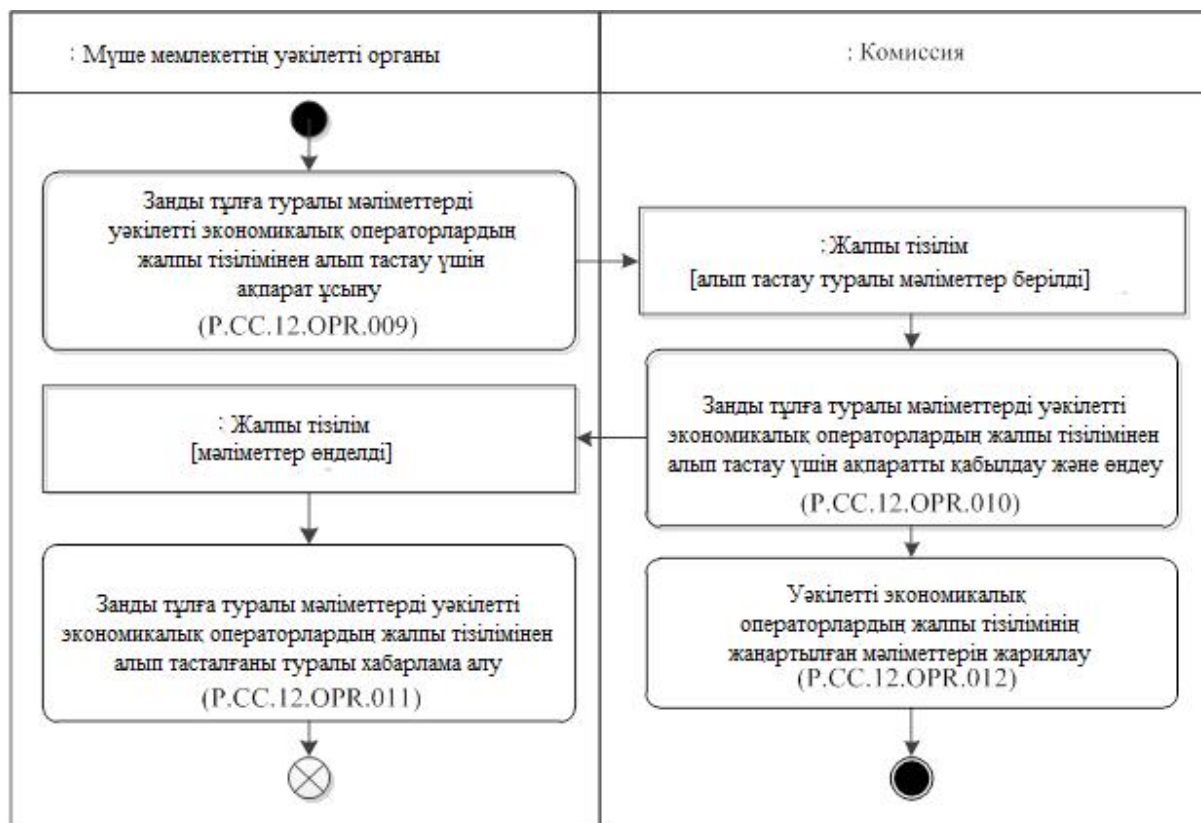 : Мүше мемлекеттің уәкілетті органы
: Комиссия
Заңды тұлға туралы мәліметтерді
уәкілетті экономикалық операторлардың
жалпы тізілімінен алып тастау үшін
ақпарат ұсыну
(P.CC.12.OPR.009)
:Жалпы тізілім
[алып тастау туралы мәліметтер берілді]
Заңды тұлға туралы мәліметтерді уәкілетті
экономикалық операторлардың жалпы тізілімінен
алып тастау үшін ақпаратты қабылдау және өңдеу
(P.CC.12.OPR.010)
: Жалпы тізілім
[мәліметтер өңделді]
Заңды тұлға туралы мәліметтерді уәкілетті
экономикалық операторлардың жалпы тізілімінен
алып тасталғаны туралы хабарлама алу
(P.CC.12.OPR.011)
Уәкілетті экономикалық
операторлардың жалпы тізілімінің
жаңартылған мәліметтерін жариялау
(P.CC.12.OPR.012)